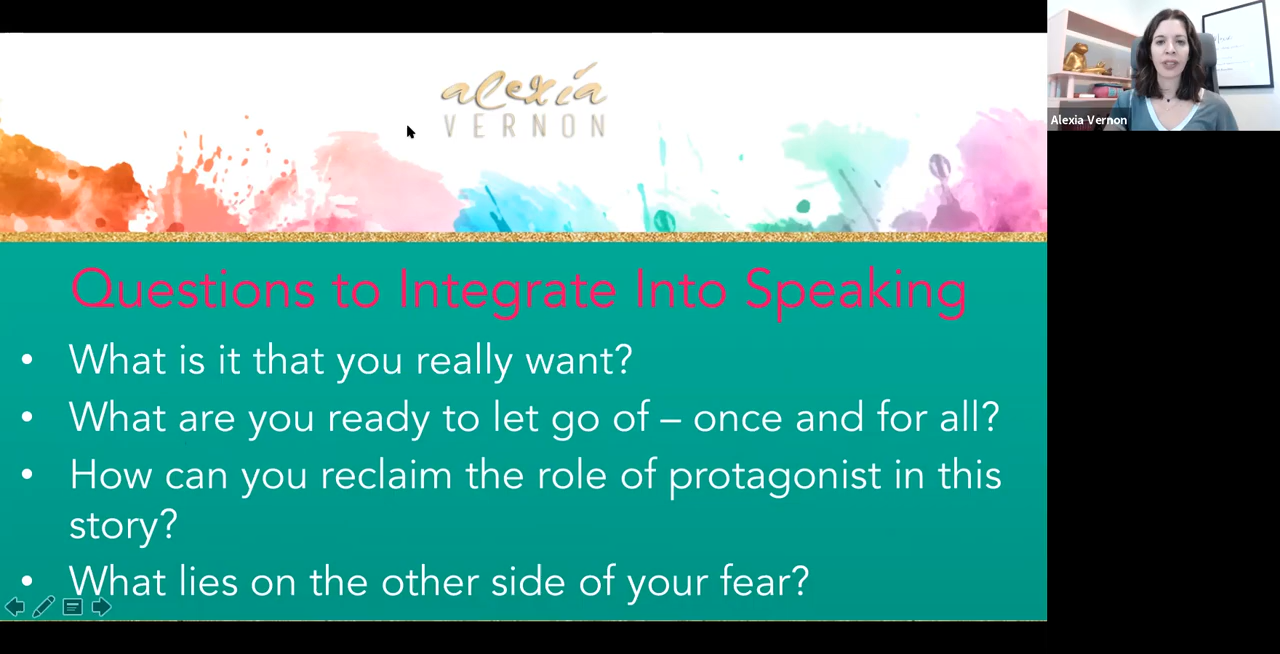 alexia
VERNON
Alexia Vernon
Questions to Integrate Into Speaking
• What is it that you really want?
• What are you ready to let go of – once and for all?
• How can you reclaim the role of protagonist in this
story?
• What lies on the other side of your fear?